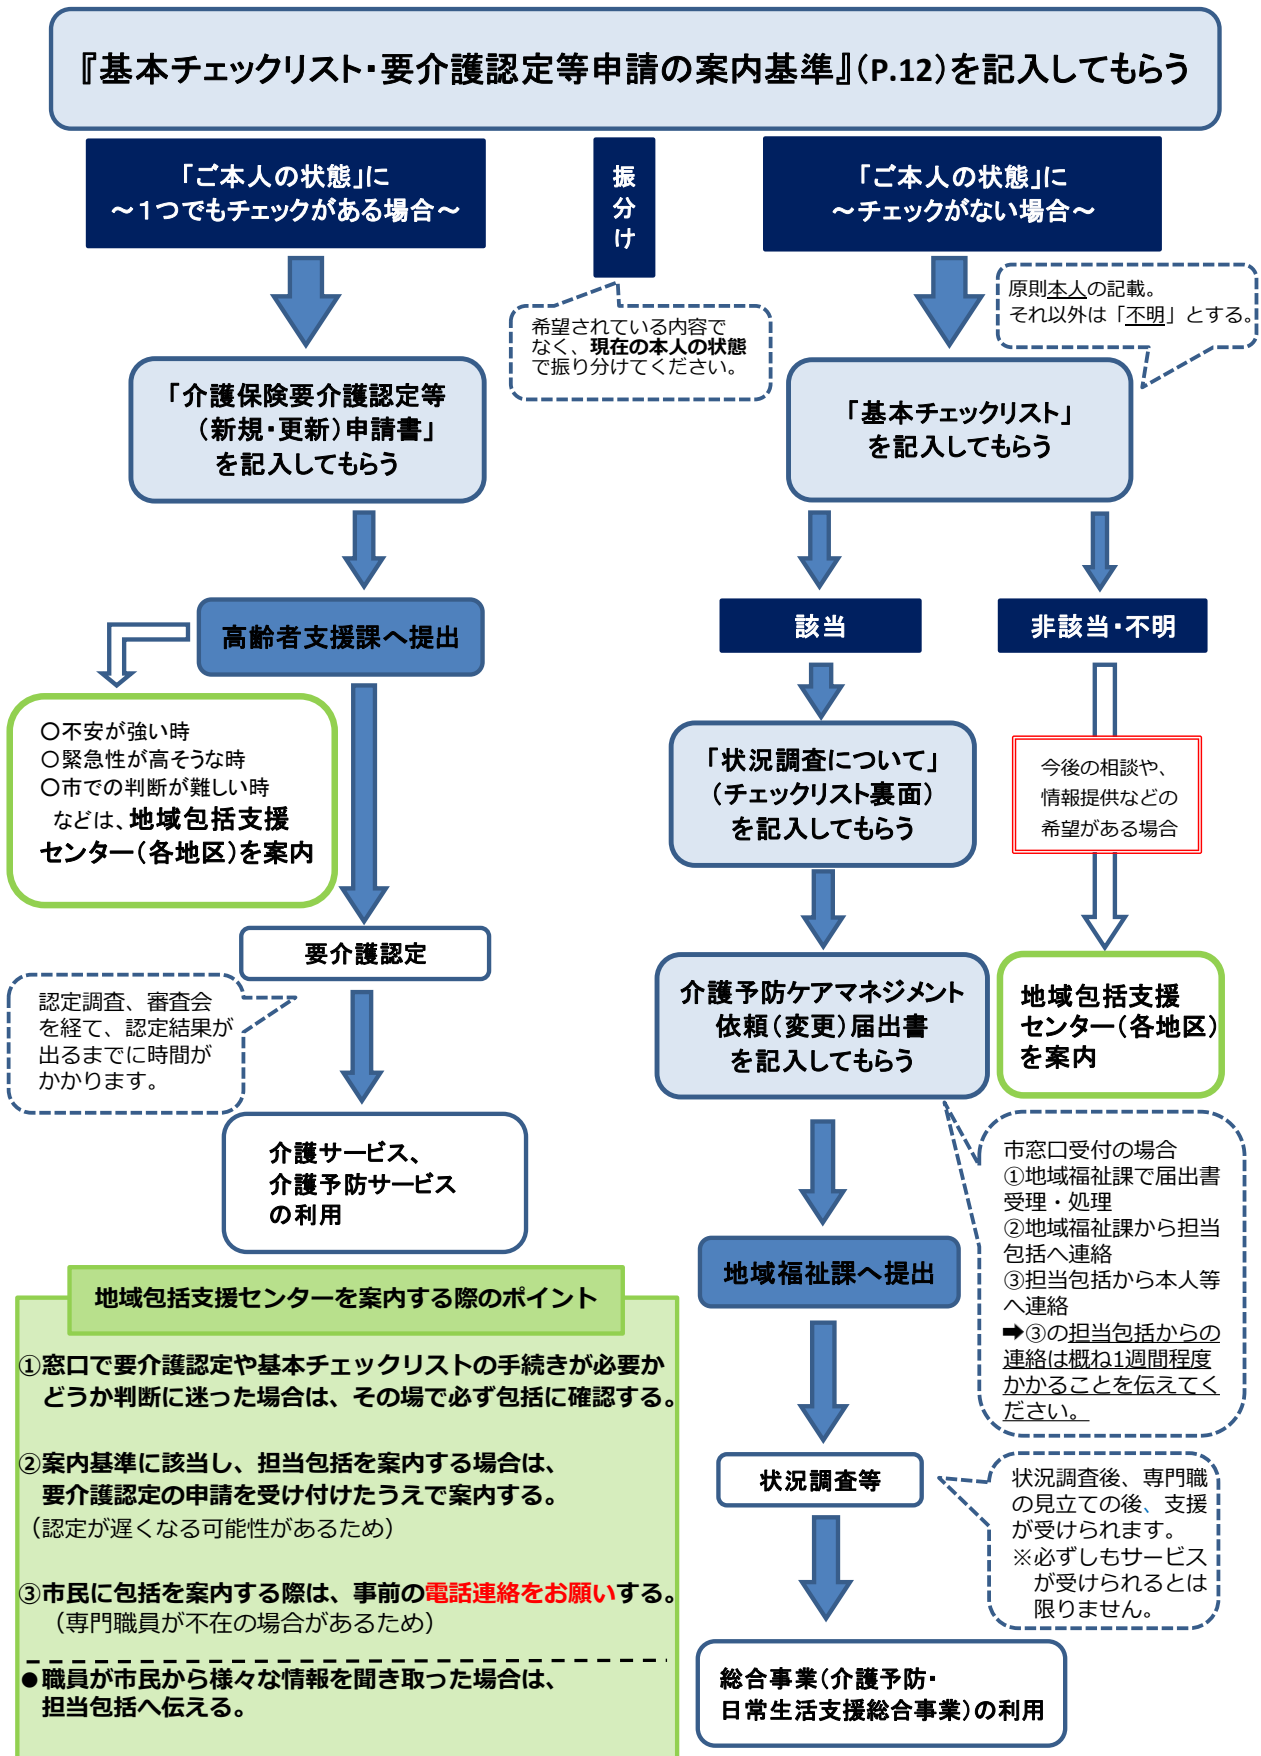 『基本チェックリスト・要介護認定等申請の案内基準』(P.12)を記入してもらう
「ご本人の状態」に
～1つでもチェックがある場合～
振
分
け
「ご本人の状態」に
～チェックがない場合～
希望されている内容で
なく、現在の本人の状態
で振り分けてください。
原則本人の記載。
それ以外は「不明」とする。
「介護保険要介護認定等
（新規・更新）申請書」
を記入してもらう
「基本チェックリスト」
を記入してもらう
高齢者支援課へ提出
該当
非該当・不明
○不安が強い時
○緊急性が高そうな時
○市での判断が難しい時
などは、地域包括支援
センター（各地区）を案内
「状況調査について」
（チェックリスト裏面）
を記入してもらう
今後の相談や、
情報提供などの
希望がある場合
要介護認定
認定調査、審査会
を経て、認定結果が
出るまでに時間が
かかります。
介護予防ケアマネジメント
依頼（変更）届出書
を記入してもらう
地域包括支援
センター（各地区）
を案内
介護サービス、
介護予防サービス
の利用
市窓口受付の場合
①地域福祉課で届出書
受理・処理
②地域福祉課から担当
包括へ連絡
③担当包括から本人等
へ連絡
➡③の担当包括からの
連絡は概ね1週間程度
かかることを伝えてく
ださい。
地域福祉課へ提出
状況調査等
状況調査後、専門職
の見立ての後、支援
が受けられます。
※必ずしもサービス
が受けられるとは
限りません。
総合事業（介護予防・
日常生活支援総合事業）の利用
地域包括支援センターを案内する際のポイント
①窓口で要介護認定や基本チェックリストの手続きが必要か
どうか判断に迷った場合は、その場で必ず包括に確認する。
②案内基準に該当し、担当包括を案内する場合は、
要介護認定の申請を受け付けたうえで案内する。
（認定が遅くなる可能性があるため）
③市民に包括を案内する際は、事前の電話連絡をお願いする。
（専門職員が不在の場合があるため）
●職員が市民から様々な情報を聞き取った場合は、
担当包括へ伝える。